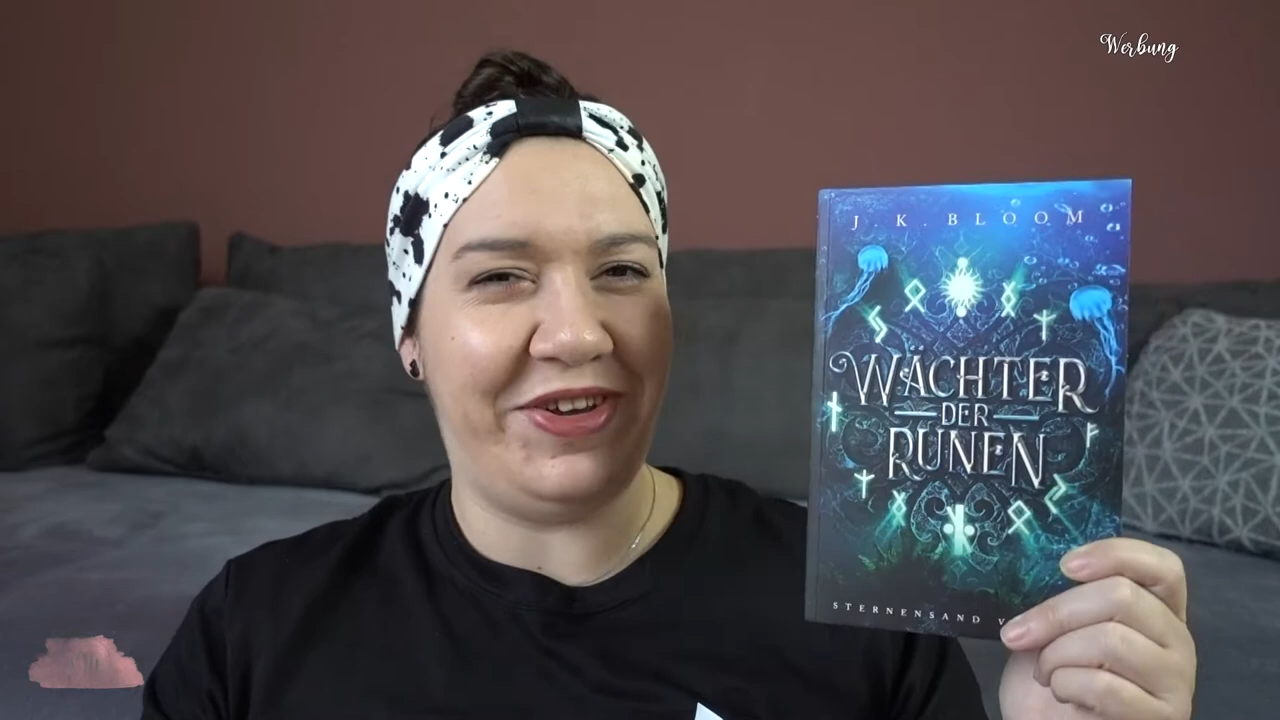 Werbung
J. K. BLOOM
WÄCHTER
DER
RUNEN
STERNENSAND V